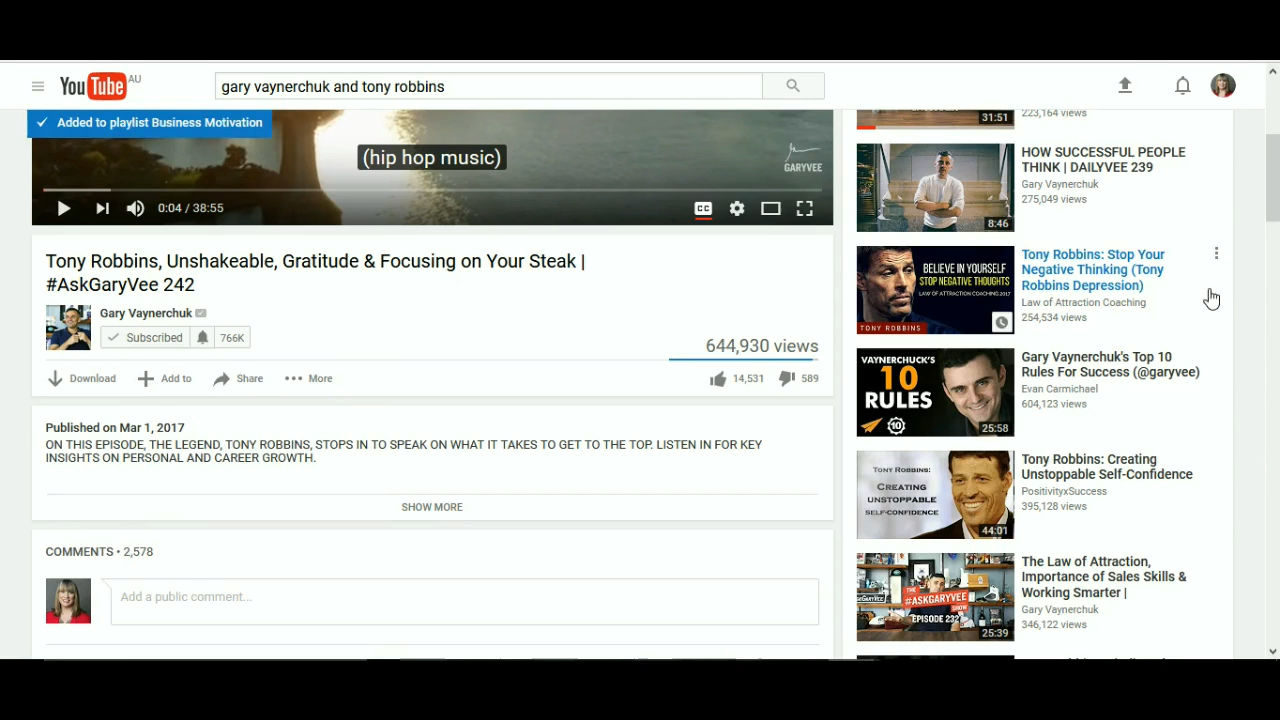 YouTube AU
gary vaynerchuk and tony robbins
Added to playlist Business Motivation
(hip hop music)
GARYVEE
0:04 / 38:55
CC
Tony Robbins, Unshakeable, Gratitude & Focusing on Your Steak |
#AskGaryVee 242
Gary Vaynerchuk
Subscribed 766K
644,930 views
Download Add to Share More 14,531 589
Published on Mar 1, 2017
ON THIS EPISODE, THE LEGEND, TONY ROBBINS, STOPS IN TO SPEAK ON WHAT IT TAKES TO GET TO THE TOP. LISTEN IN FOR KEY
INSIGHTS ON PERSONAL AND CAREER GROWTH.
SHOW MORE
COMMENTS • 2,578
Add a public comment...
31:51
223,164 views
8:46
HOW SUCCESSFUL PEOPLE
THINK | DAILYVEE 239
Gary Vaynerchuk
275,049 views
BELIEVE IN YOURSELF
STOP NEGATIVE THOUGHTS
LAW OF ATTRACTION COACHING 2017
TONY ROBBINS
Tony Robbins: Stop Your
Negative Thinking (Tony
Robbins Depression)
Law of Attraction Coaching
254,534 views
VAYNERCHUCK'S
10
RULES
10
25:58
Gary Vaynerchuk's Top 10
Rules For Success (@garyvee)
Evan Carmichael
604,123 views
TONY ROBBINS:
CREATING
UNSTOPPABLE
SELF-CONFIDENCE
44:01
Tony Robbins: Creating
Unstoppable Self-Confidence
PositivityxSuccess
395,128 views
THE
#ASKGARYVEE
SHOW
EPISODE 232
25:39
The Law of Attraction,
Importance of Sales Skills &
Working Smarter |
Gary Vaynerchuk
346,122 views